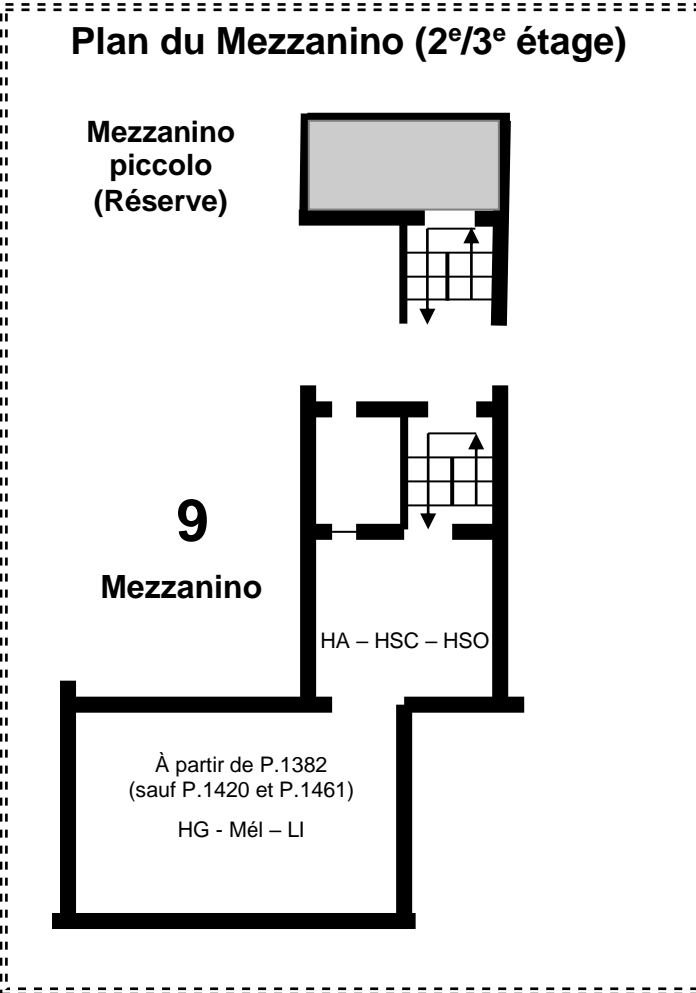 Plan du Mezzanino (2e/3e étage)
Mezzanino
piccolo
(Réserve)
9
Mezzanino
HA – HSC – HSO
À partir de P.1382
(sauf P.1420 et P.1461)
HG - Mél – LI